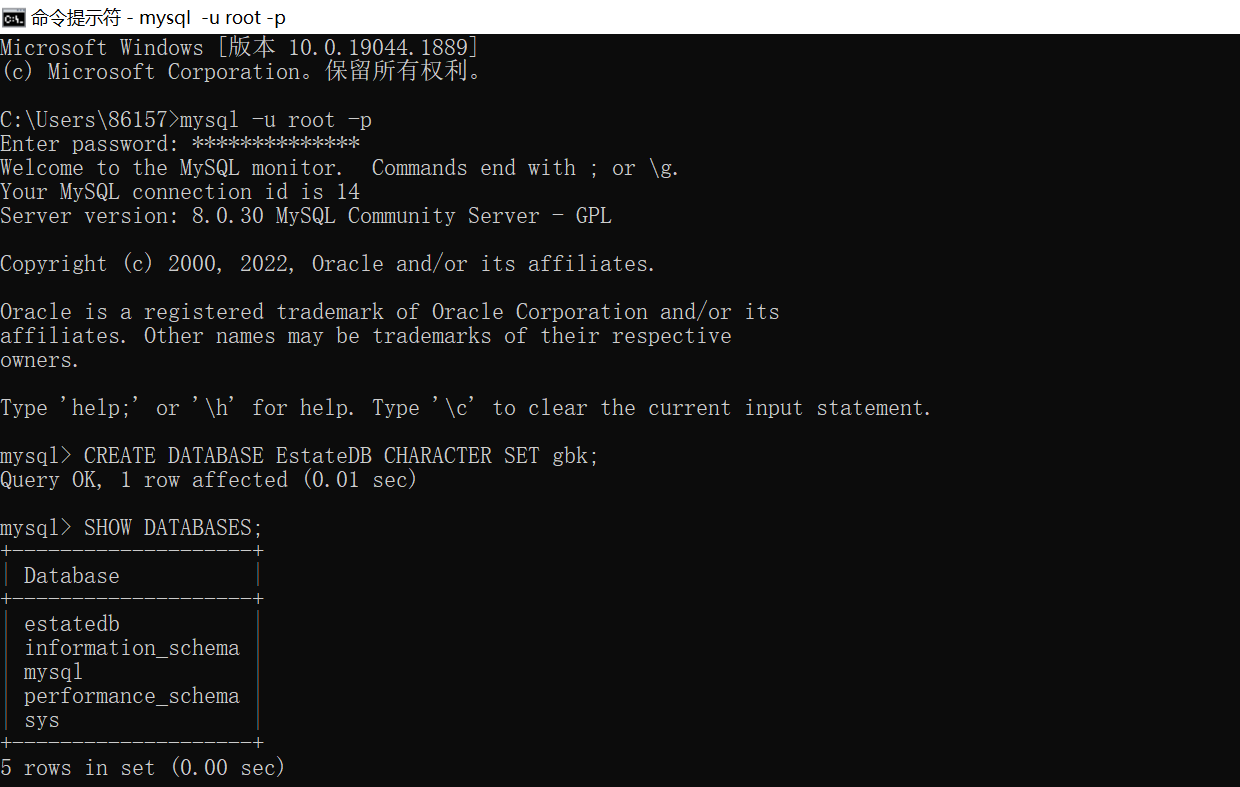 命令提示符 - mysql  -u root -p
Microsoft Windows [版本 10.0.19044.1889]
(c) Microsoft Corporation。保留所有权利。
C:\Users\86157>mysql -u root -p
Enter password: **************
Welcome to the MySQL monitor.  Commands end with ; or \g.
Your MySQL connection id is 14
Server version: 8.0.30 MySQL Community Server - GPL
Copyright (c) 2000, 2022, Oracle and/or its affiliates.
Oracle is a registered trademark of Oracle Corporation and/or its
affiliates. Other names may be trademarks of their respective
owners.
Type 'help;' or '\h' for help. Type '\c' to clear the current input statement.
mysql> CREATE DATABASE EstateDB CHARACTER SET gbk;
Query OK, 1 row affected (0.01 sec)
mysql> SHOW DATABASES;
+--------------------+
| Database           |
+--------------------+
| estatedb           |
| information_schema |
| mysql              |
| performance_schema |
| sys                |
+--------------------+
5 rows in set (0.00 sec)